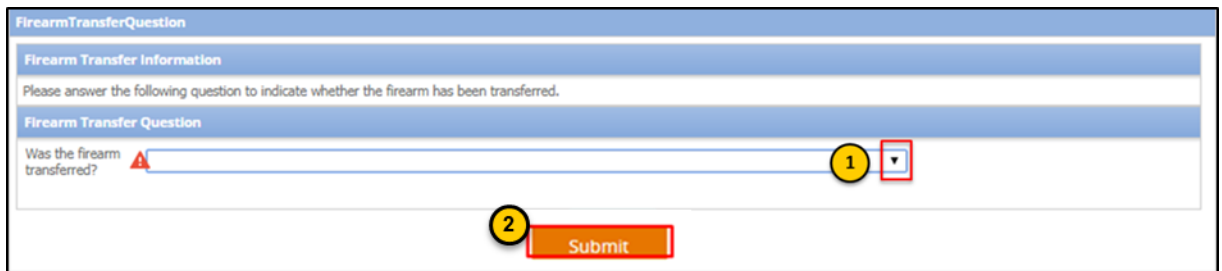 FirearmTransferQuestion
Firearm Transfer Information
Please answer the following question to indicate whether the firearm has been transferred.
Firearm Transfer Question
Was the firearm
transferred?
1
2
Submit